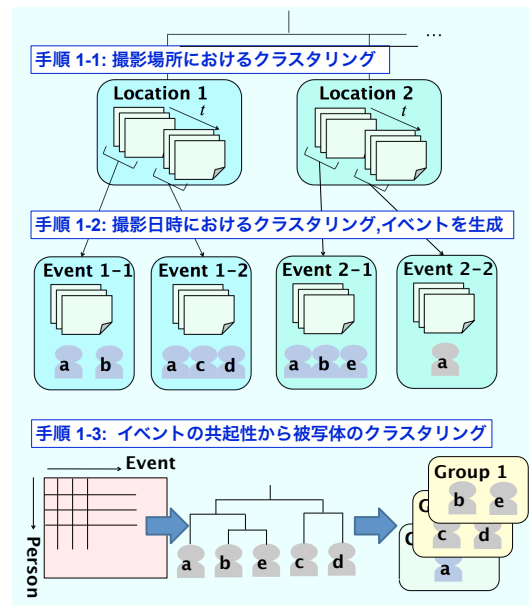 ...
手順 1-1: 撮影場所におけるクラスタリング
Location 1
t
Location 2
t
手順 1-2: 撮影日時におけるクラスタリング,イベントを生成
Event 1-1
a b
Event 1-2
a c d
Event 2-1
a b e
Event 2-2
a
手順 1-3: イベントの共起性から被写体のクラスタリング
Event
Person
a b e c d
Group 1
b e
G
c d
a